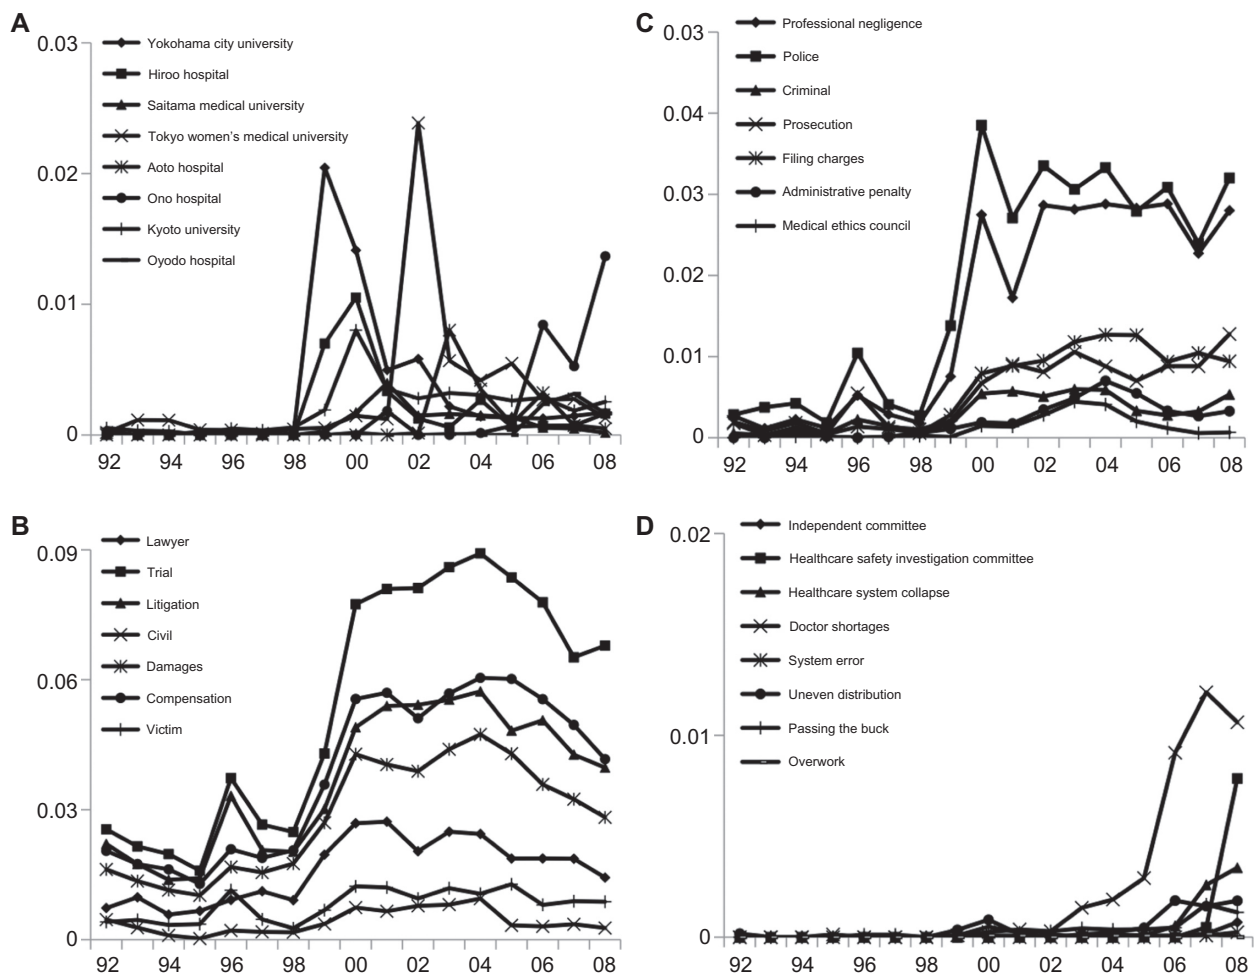 A
0.03
0.02
0.01
0
Yokohama city university
Hiroo hospital
Saitama medical university
Tokyo women's medical university
Aoto hospital
Ono hospital
Kyoto university
Oyodo hospital
92 94 96 98 00 02 04 06 08
C
0.03
0.04
0.03
0.02
0.01
0
Professional negligence
Police
Criminal
Prosecution
Filing charges
Administrative penalty
Medical ethics council
92 94 96 98 00 02 04 06 08
B
0.09
0.06
0.03
0
Lawyer
Trial
Litigation
Civil
Damages
Compensation
Victim
92 94 96 98 00 02 04 06 08
D
0.02
0.01
0
Independent committee
Healthcare safety investigation committee
Healthcare system collapse
Doctor shortages
System error
Uneven distribution
Passing the buck
Overwork
92 94 96 98 00 02 04 06 08